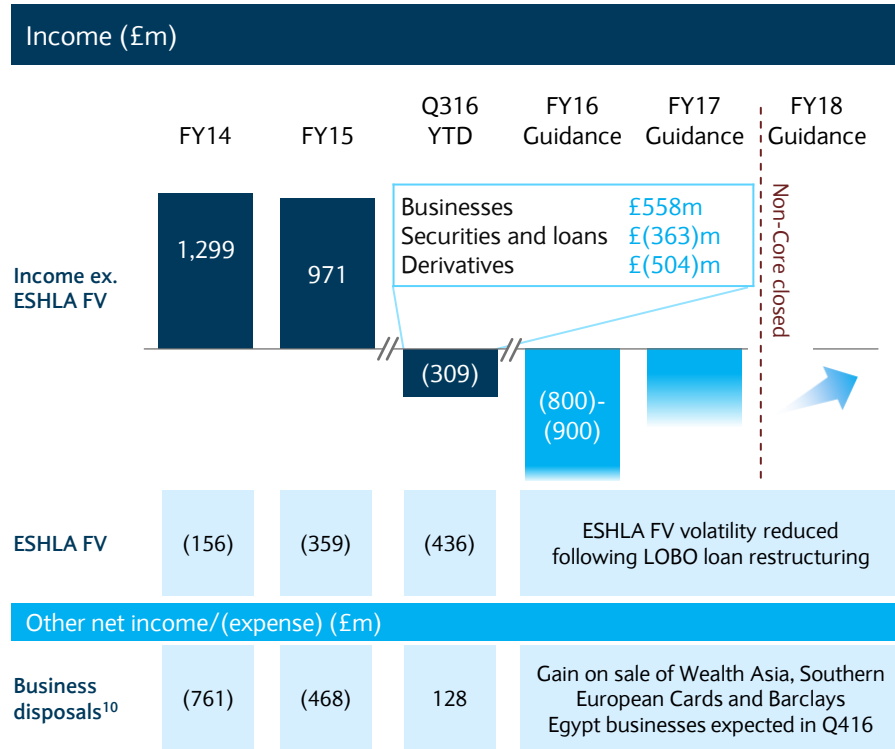 Income (£m)
FY14
FY15
Q316
YTD
FY16
Guidance
FY17
Guidance
FY18
Guidance
Businesses £558m
Securities and loans £(363)m
Derivatives £(504)m
Non-Core closed
Income ex.
ESHLA FV
1,299
971
(309)
(800)-
(900)
ESHLA FV
(156)
(359)
(436)
ESHLA FV volatility reduced
following LOBO loan restructuring
Other net income/(expense) (£m)
Business
disposals¹⁰
(761)
(468)
128
Gain on sale of Wealth Asia, Southern
European Cards and Barclays
Egypt businesses expected in Q416